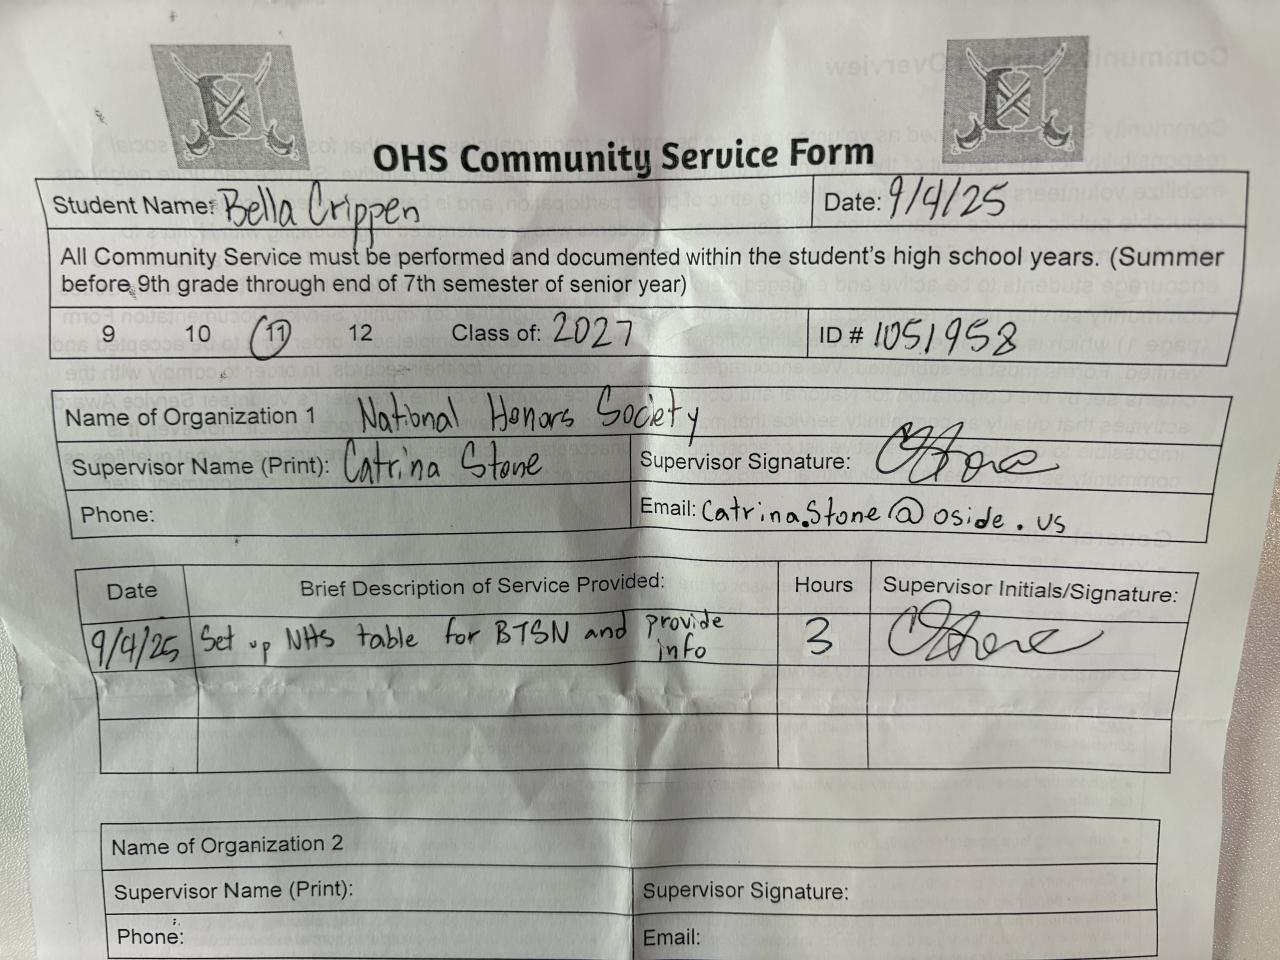 OHS Community Service Form
Student Name: Bella Crippen Date: 9/4/25
All Community Service must be performed and documented within the student's high school years. (Summer
before 9th grade through end of 7th semester of senior year)
9 10 11 12 Class of: 2027 ID # 1051958
Name of Organization 1 National Honors Society
Supervisor Name (Print): Catrina Stone Supervisor Signature: CStone
Phone: Email: Catrina.Stone@oside.us
Date Brief Description of Service Provided: Hours Supervisor Initials/Signature:
9/4/25 Set up NHS table for BTSN and provide info 3 CStone
Name of Organization 2
Supervisor Name (Print): Supervisor Signature:
Phone: Email: